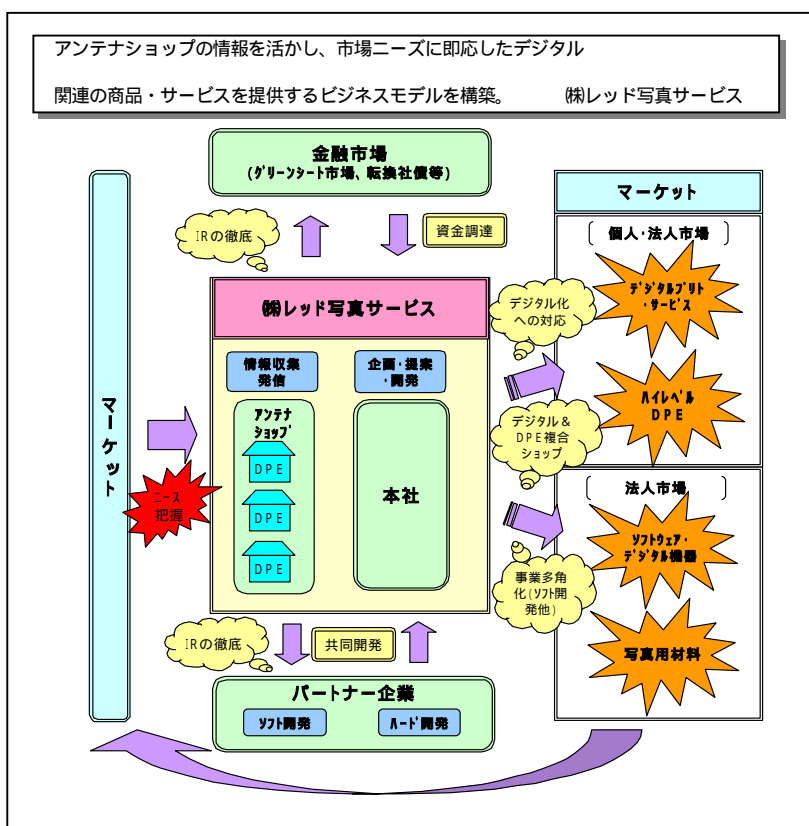 アンテナショップの情報を活かし、市場ニーズに即応したデジタル
関連の商品・サービスを提供するビジネスモデルを構築。 ㈱レッド写真サービス
金融市場
(ｸﾞﾘｰﾝｼｰﾄ市場、転換社債等)
IRの徹底
資金調達
マーケット
ニーズ
把握
㈱レッド写真サービス
情報収集
発信
企画・提案
・開発
アンテナ
ショップ
DPE
DPE
DPE
本社
デジタル化
への対応
デジタル＆
DPE複合
ショップ
事業多角
化(ｿﾌﾄ開
発他)
マーケット
〔 個人・法人市場 〕
ﾃﾞｼﾞﾀﾙﾌﾟﾘﾄ
・ｻｰﾋﾞｽ
ﾊｲﾚﾍﾞﾙ
DPE
〔 法人市場 〕
ｿﾌﾄｳｪｱ・
ﾃﾞｼﾞﾀﾙ機器
写真用材料
IRの徹底
共同開発
パートナー企業
ｿﾌﾄ開発
ﾊｰﾄﾞ開発